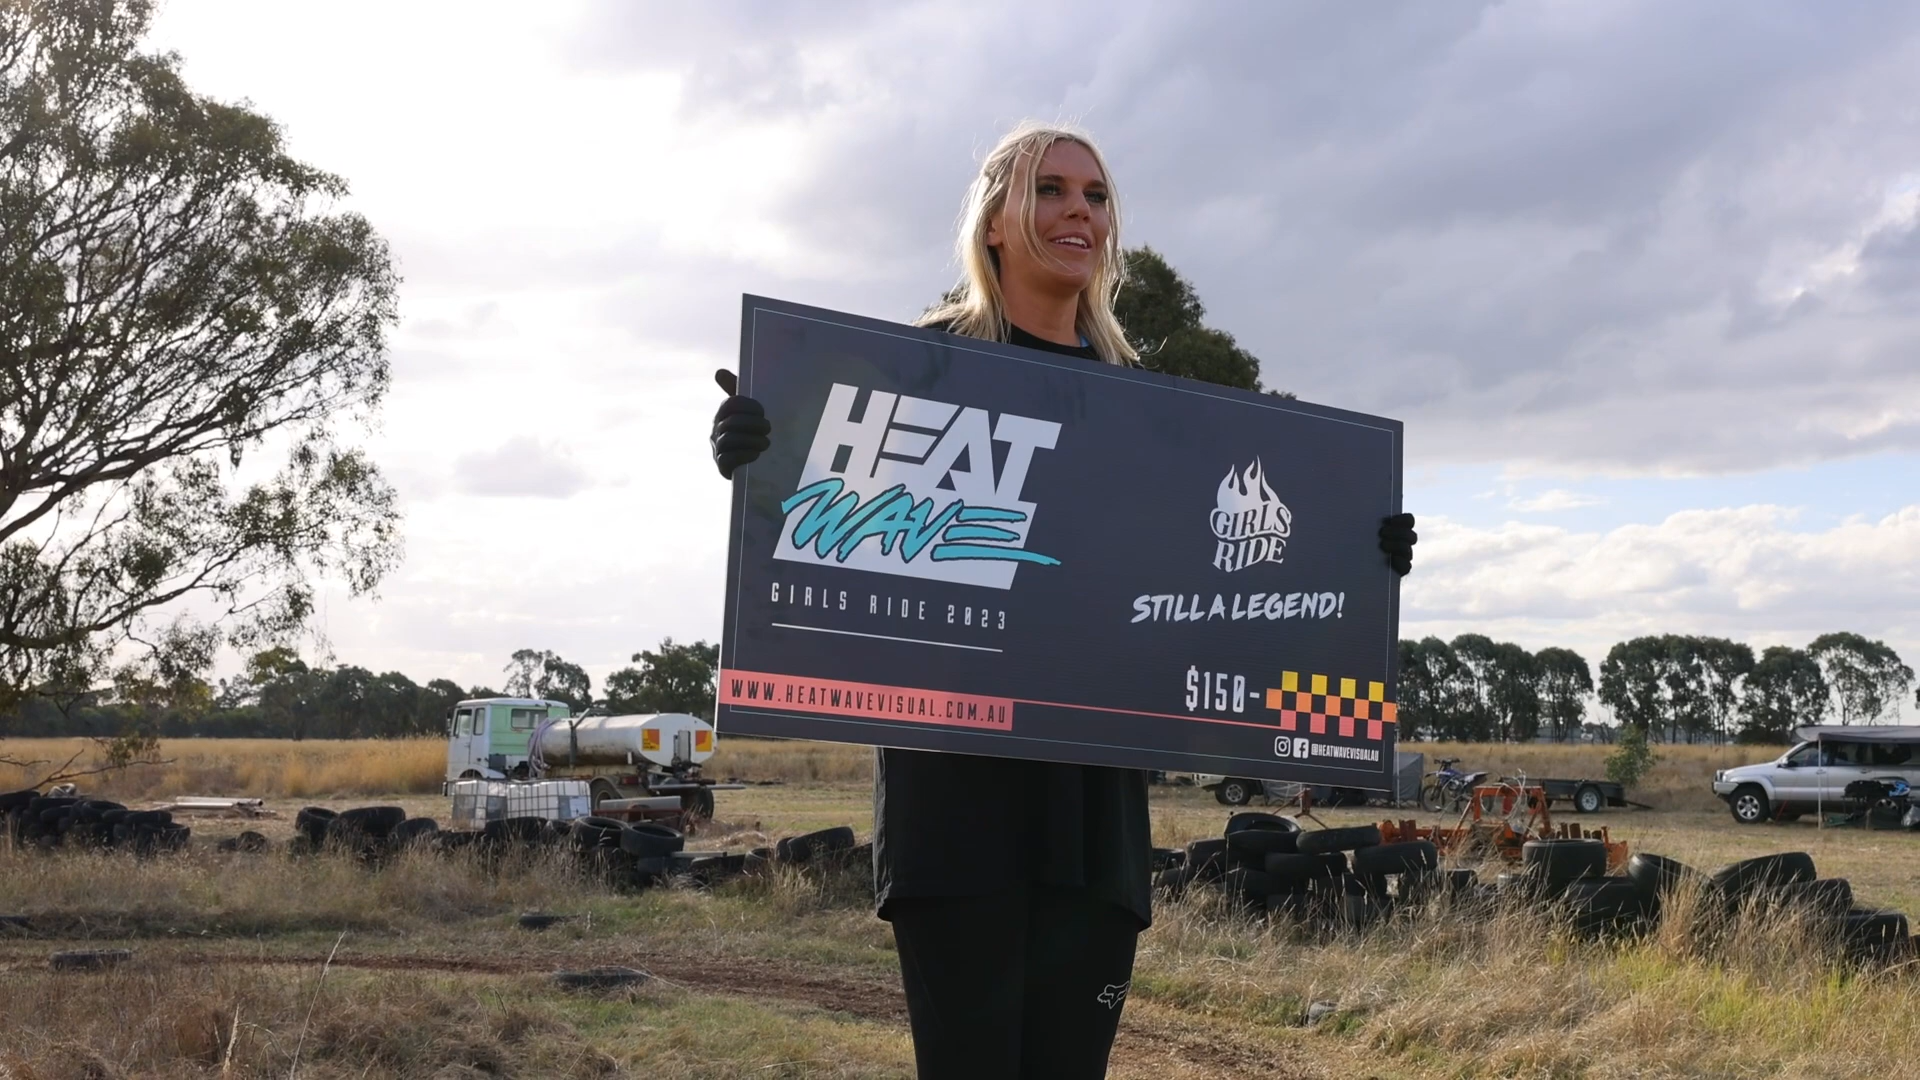 HEAT
WAVE
GIRLS RIDE 2023
WWW.HEATWAVEVISUAL.COM.AU
GIRLS
RIDE
STILL A LEGEND!
$150-
@HEATWAVEVISUALAU